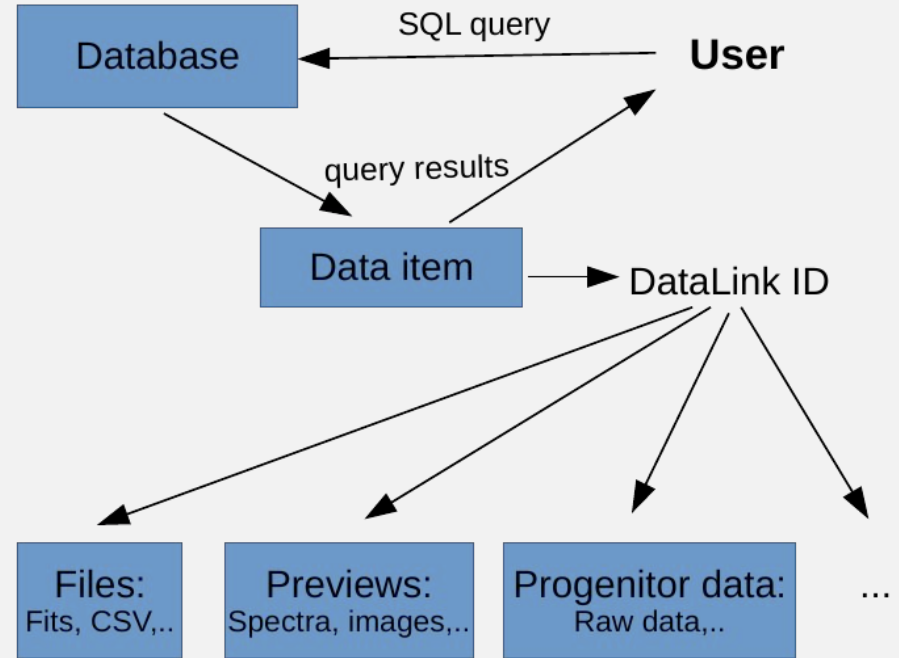 SQL query
Database
User
query results
Data item
DataLink ID
Files:
Fits, CSV,..
Previews:
Spectra, images,..
Progenitor data:
Raw data,..
...